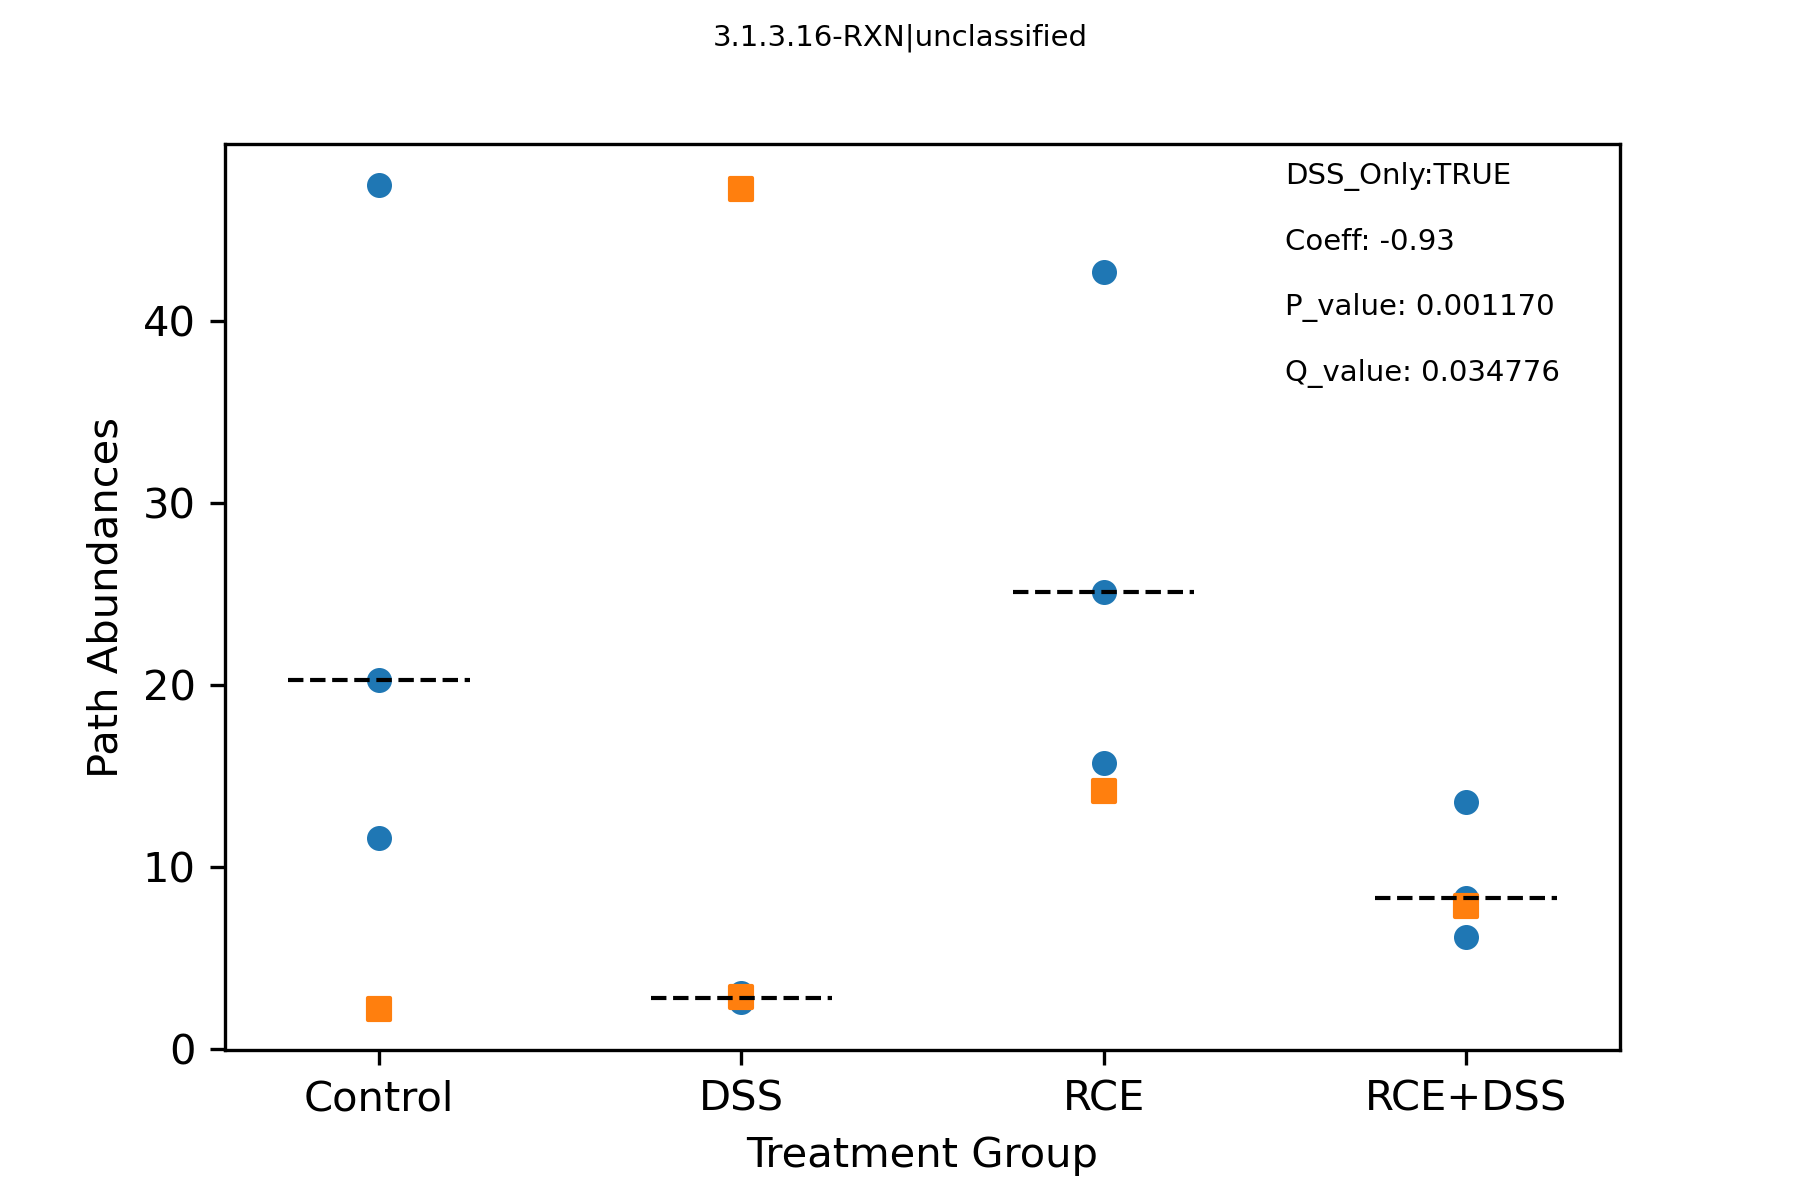 3.1.3.16-RXN|unclassified
DSS_Only:TRUE
Coeff: -0.93
P_value: 0.001170
Q_value: 0.034776
Path Abundances
40
30
20
10
0
Control DSS RCE RCE+DSS
Treatment Group